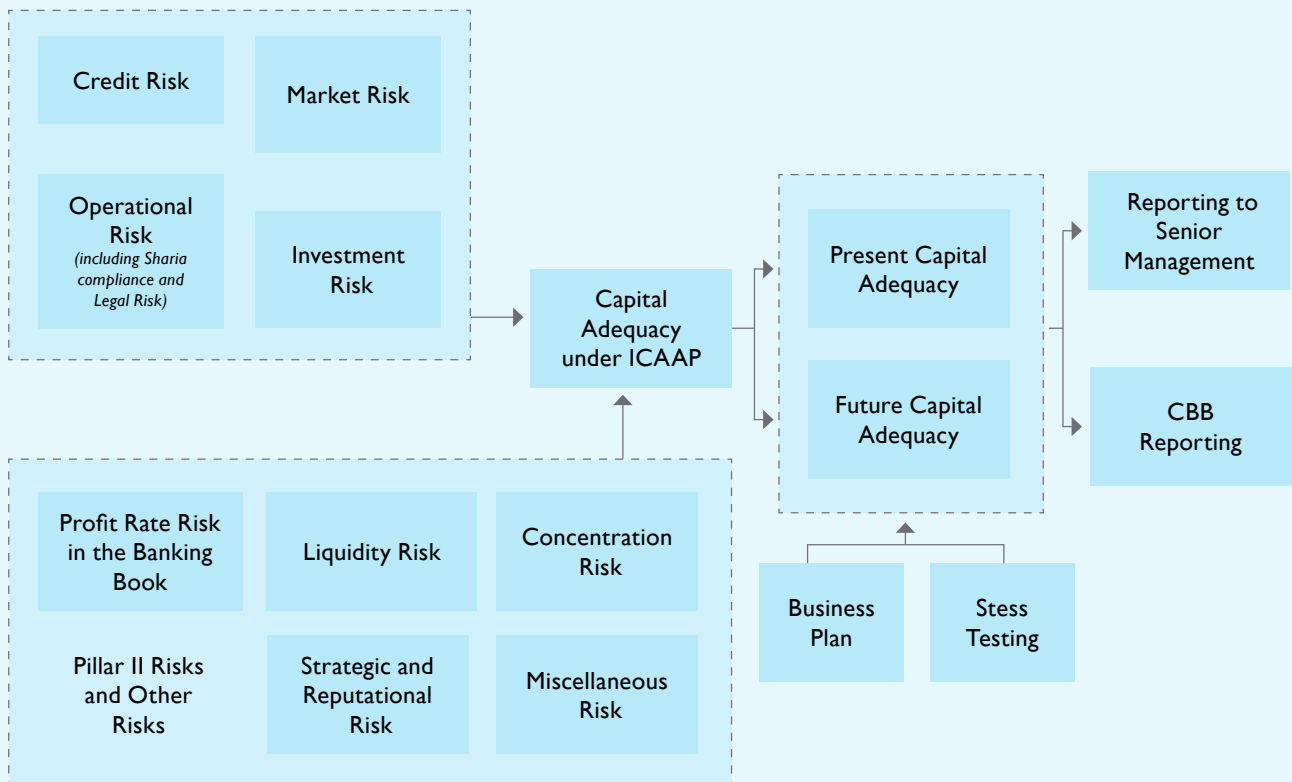 Credit Risk
Market Risk
Operational
Risk
(including Sharia
compliance and
Legal Risk)
Investment
Risk
Capital
Adequacy
under ICAAP
Present Capital
Adequacy
Future Capital
Adequacy
Reporting to
Senior
Management
CBB
Reporting
Profit Rate Risk
in the Banking
Book
Liquidity Risk
Concentration
Risk
Pillar II Risks
and Other
Risks
Strategic and
Reputational
Risk
Miscellaneous
Risk
Business
Plan
Stess
Testing